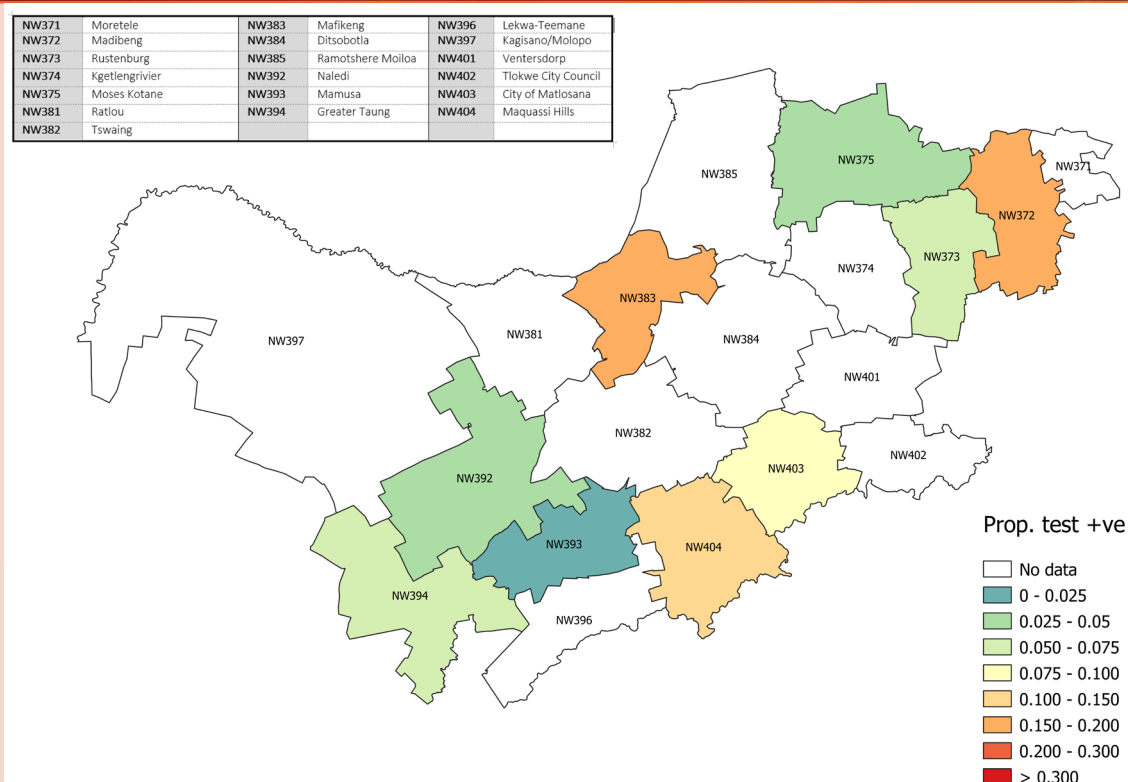 NW371 Moretele NW383 Mafikeng NW396 Lekwa-Teemane
NW372 Madibeng NW384 Ditsobotla NW397 Kagisano/Molopo
NW373 Rustenburg NW385 Ramotshere Moiloa NW401 Ventersdorp
NW374 Kgetlengrivier NW392 Naledi NW402 Tlokwe City Council
NW375 Moses Kotane NW393 Mamusa NW403 City of Matlosana
NW381 Ratlou NW394 Greater Taung NW404 Maquassi Hills
NW382 Tswaing
NW375
NW371
NW385
NW372
NW373
NW374
NW383
NW381
NW384
NW397
NW401
NW382
NW402
NW403
NW392
NW393
NW404
NW394
NW396
Prop. test +ve
No data
0 - 0.025
0.025 - 0.05
0.050 - 0.075
0.075 - 0.100
0.100 - 0.150
0.150 - 0.200
0.200 - 0.300
> 0.300